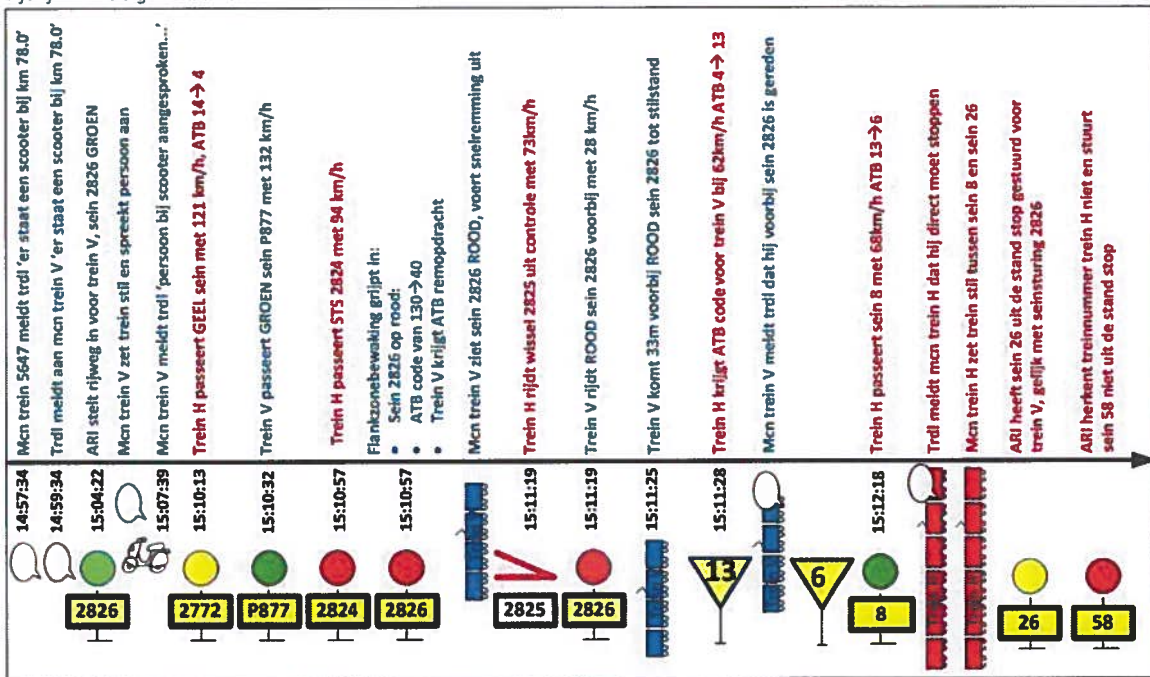 14:57:34 Mcn trein 5647 meldt trdl 'er staat een scooter bij km 78.0'
14:59:34 Trdl meldt aan mcn trein V 'er staat een scooter bij km 78.0'
2826 15:04:22 ARI stelt rijweg in voor trein V, sein 2826 GROEN
Mcn trein V zet trein stil en spreekt persoon aan
15:07:39 Mcn trein V meldt trdl 'persoon bij scooter aangesproken...'
2772 15:10:13 Trein H passeert GEEL sein met 121 km/h, ATB 14→ 4
P877 15:10:32 Trein V passeert GROEN sein P877 met 132 km/h
2824 15:10:57 Trein H passeert STS 2824 met 94 km/h
2826 15:10:57 Flankzonebewaking grijpt in:
• Sein 2826 op rood:
• ATB code van 130→40
• Trein V krijgt ATB remopdracht
Mcn trein V ziet sein 2826 ROOD, voert snelremming uit
2825 15:11:19 Trein H rijdt wissel 2825 uit controle met 73km/h
2826 15:11:19 Trein V rijdt ROOD sein 2826 voorbij met 28 km/h
15:11:25 Trein V komt 33m voorbij ROOD sein 2826 tot stilstand
13 15:11:28 Trein H krijgt ATB code voor trein V bij 62km/h ATB 4→ 13
Mcn trein V meldt trdl dat hij voorbij sein 2826 is gereden
6
8 15:12:18 Trein H passeert sein 8 met 68km/h ATB 13→6
Trdl meldt mcn trein H dat hij direct moet stoppen
Mcn trein H zet trein stil tussen sein 8 en sein 26
26 ARI heeft sein 26 uit de stand stop gestuurd voor
trein V, gelijk met seinsturing 2826
58 ARI herkent treinnummer trein H niet en stuurt
sein 58 niet uit de stand stop